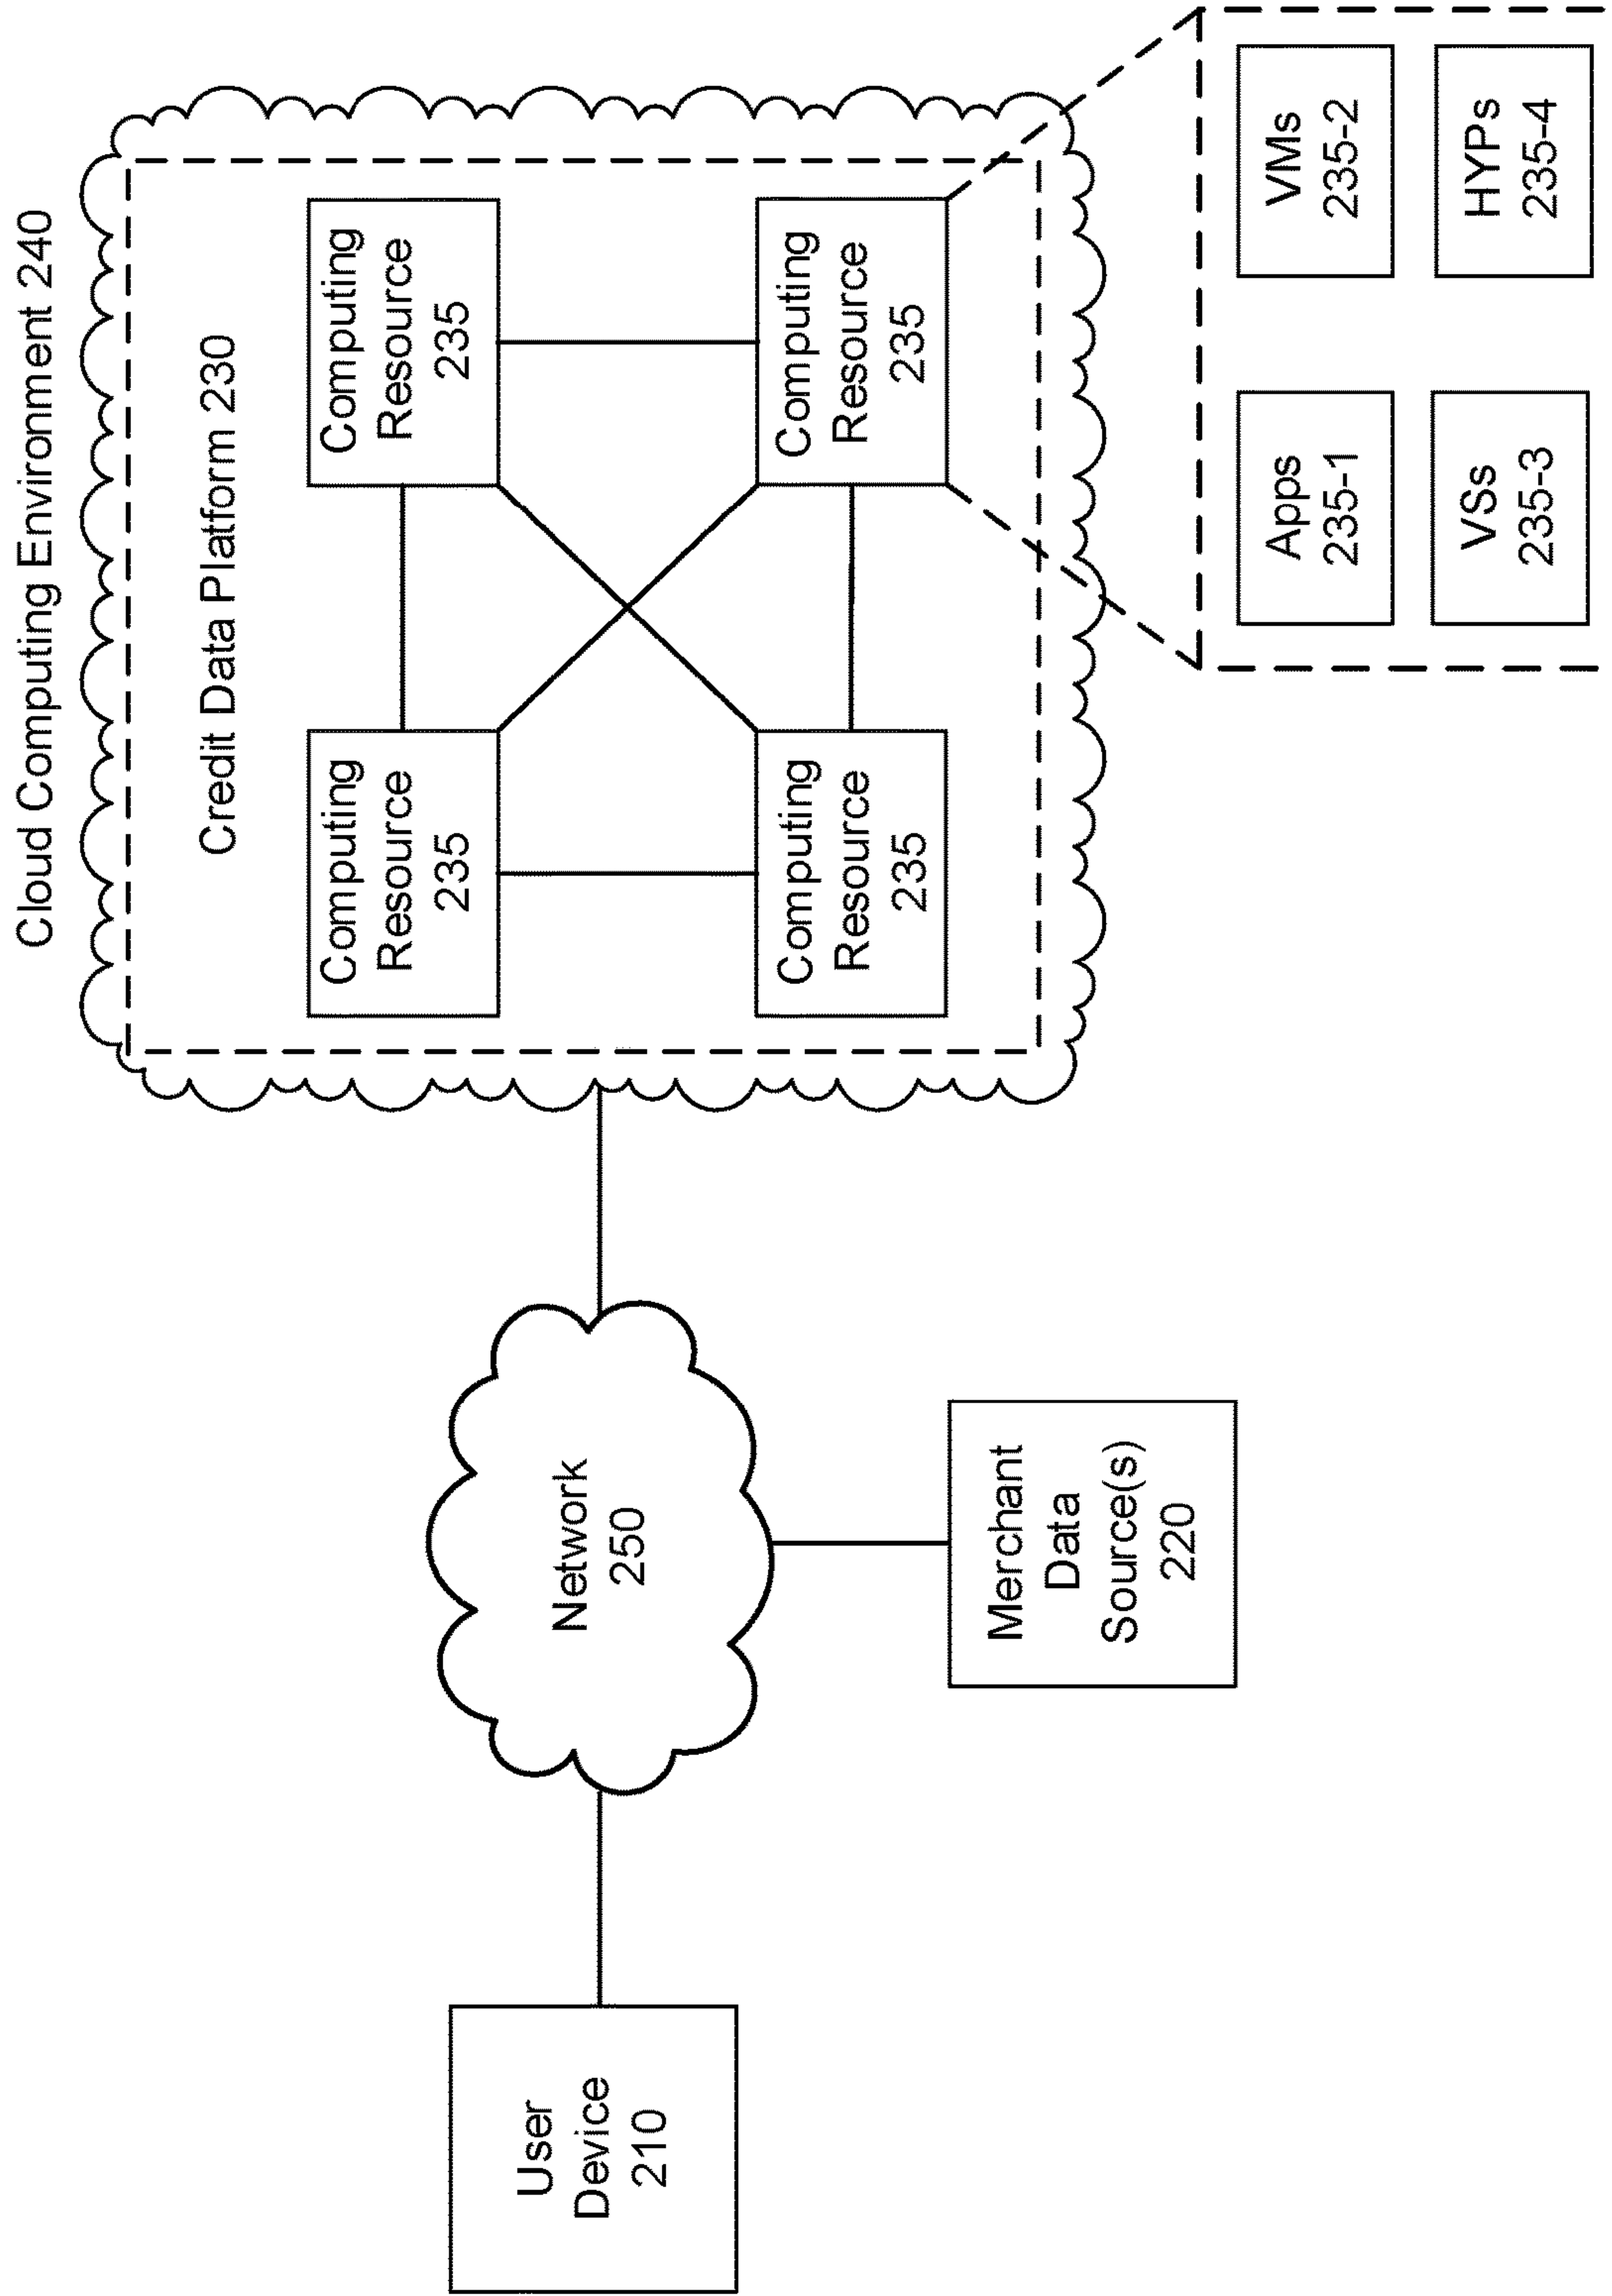 Cloud Computing Environment 240
Credit Data Platform 230
Computing
Resource
235
Computing
Resource
235
Computing
Resource
235
Computing
Resource
235
User
Device
210
Network
250
Merchant
Data
Source(s)
220
Apps
235-1
VMs
235-2
VSs
235-3
HYPs
235-4